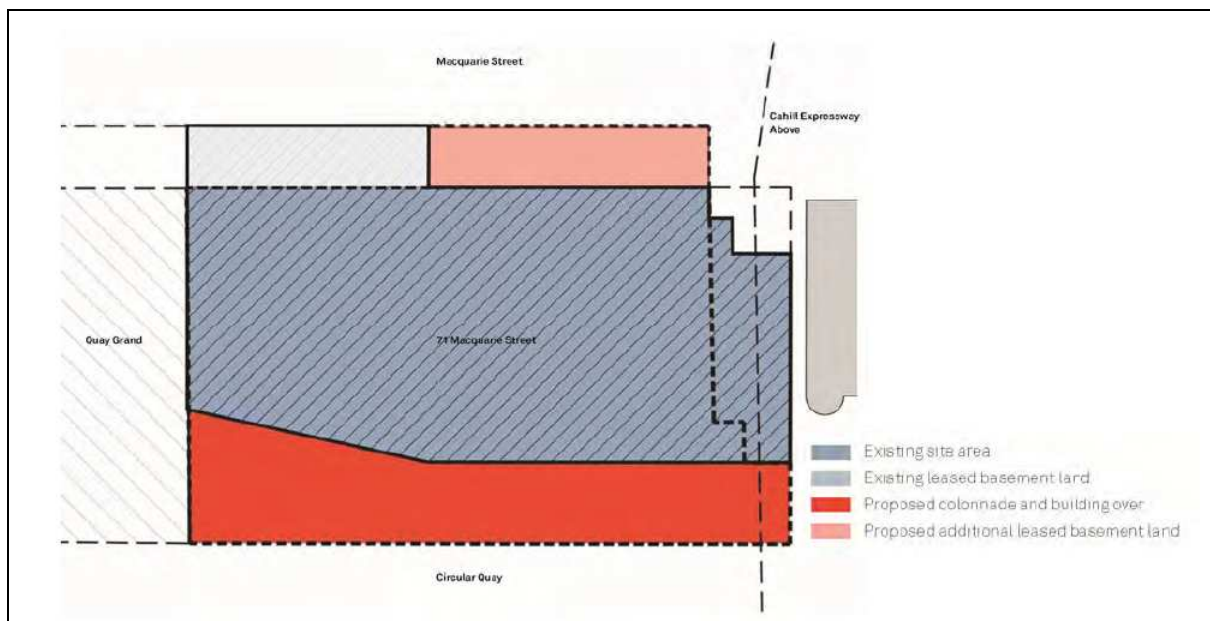 Macquarie Street
Cahill Expressway
Above
Quay Grand
71 Macquarie Street
Existing site area
Existing leased basement land
Proposed colonnade and building over
Proposed additional leased basement land
Circular Quay